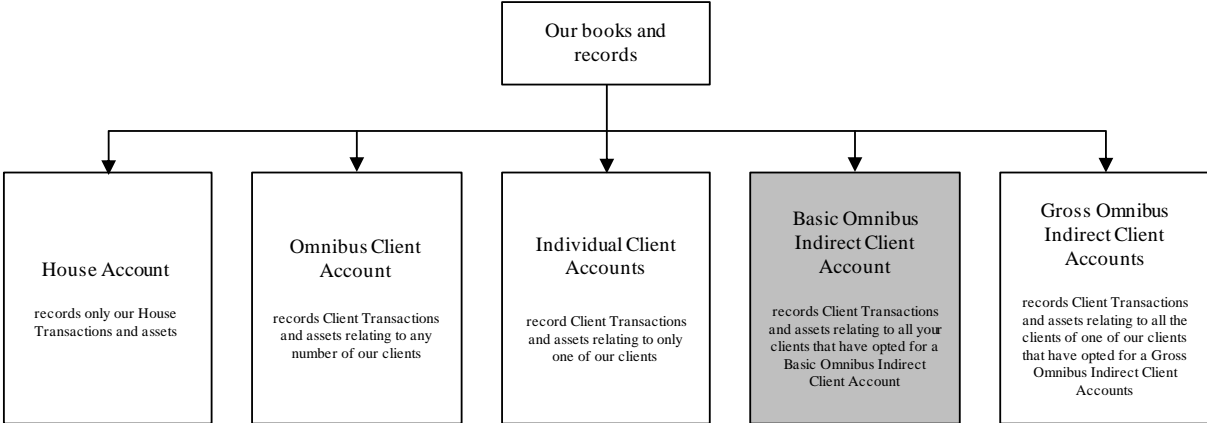 Our books and
records
House Account
records only our House
Transactions and assets
Omnibus Client
Account
records Client Transactions
and assets relating to any
number of our clients
Individual Client
Accounts
record Client Transactions
and assets relating to only
one of our clients
Basic Omnibus
Indirect Client
Account
records Client Transactions
and assets relating to all your
clients that have opted for a
Basic Omnibus Indirect
Client Account
Gross Omnibus
Indirect Client
Accounts
records Client Transactions
and assets relating to all the
clients of one of our clients
that have opted for a Gross
Omnibus Indirect Client
Accounts